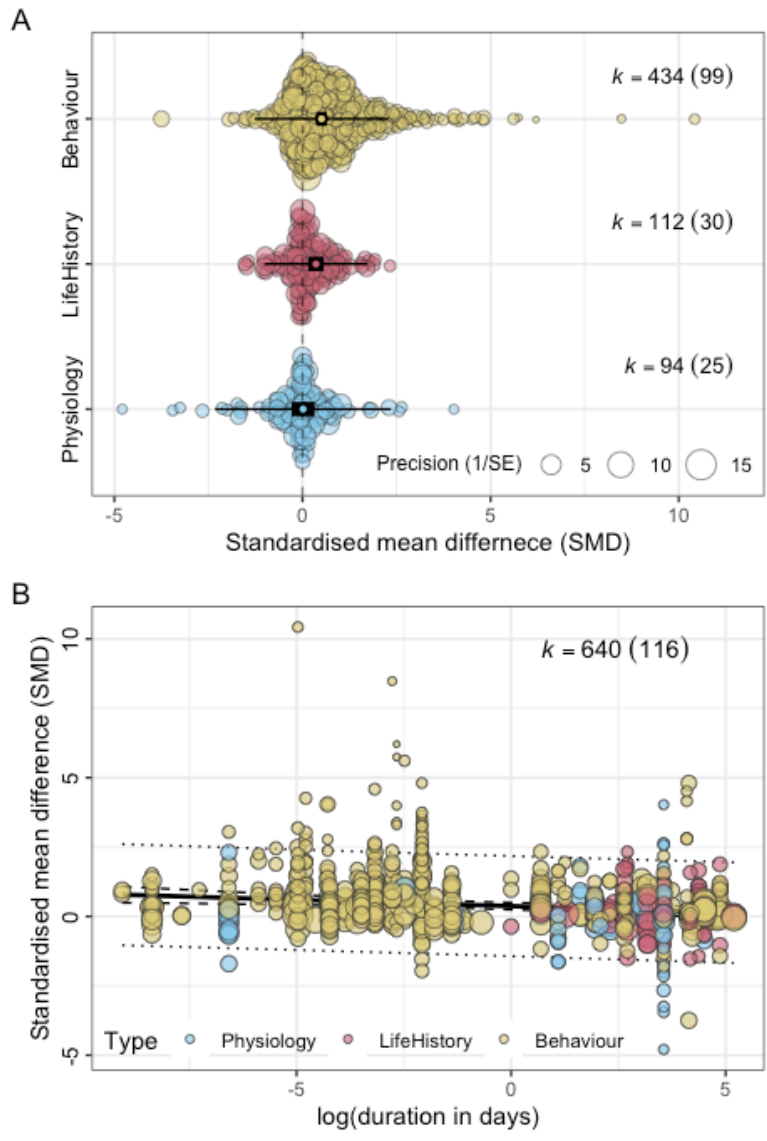 A
Behaviour
k = 434 (99)
LifeHistory
k = 112 (30)
Physiology
k = 94 (25)
Precision (1/SE) 5 10 15
-5 0 5 10
Standardised mean differnece (SMD)
B
Standardised mean difference (SMD)
10
k = 640 (116)
5
0
-5
Type Physiology LifeHistory Behaviour
-5 0 5
log(duration in days)